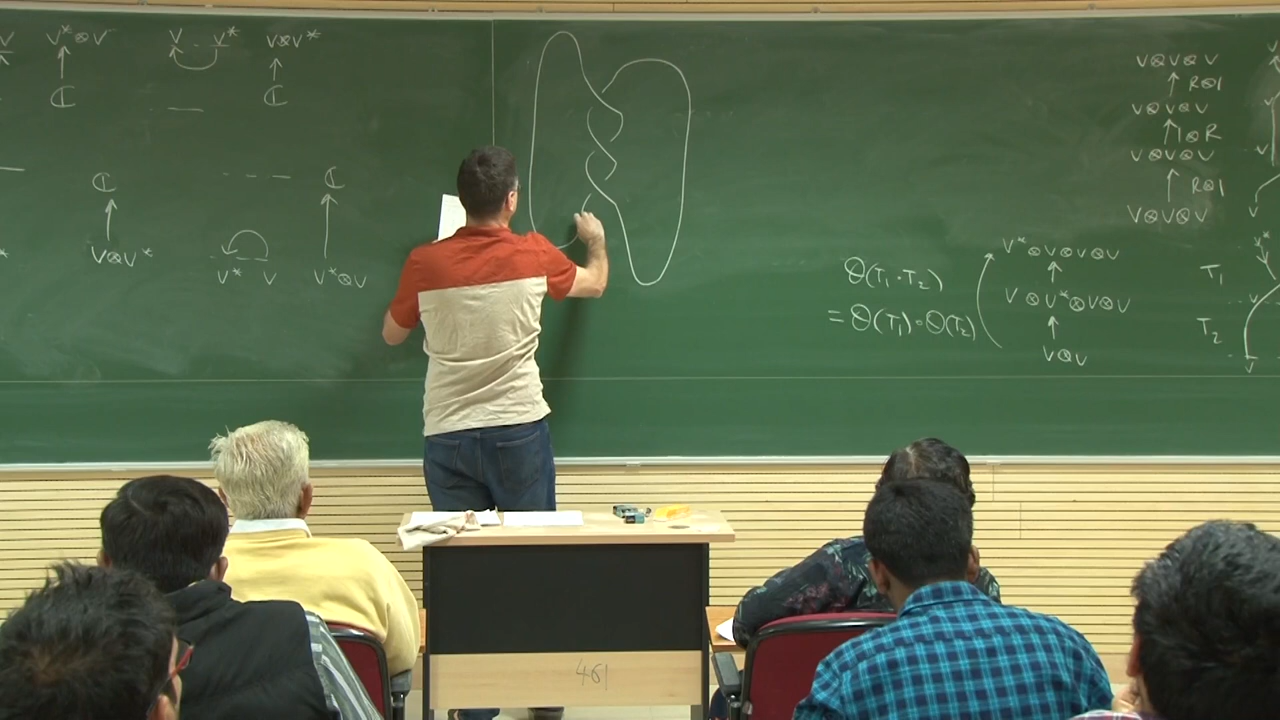 V V*⊗V V V* V⊗V*
ℂ ℂ
ℂ ℂ
V⊗V* V* V V*⊗V
V⊗V⊗V
↑ R⊗1
V⊗V⊗V
↑ 1⊗R
V⊗V⊗V
↑ R⊗1
V⊗V⊗V
V*⊗V⊗V⊗V
Θ(T₁∘T₂)
V⊗V*⊗V⊗V
= Θ(T₁)∘Θ(T₂)
V⊗V
T₁
T₂
V
461